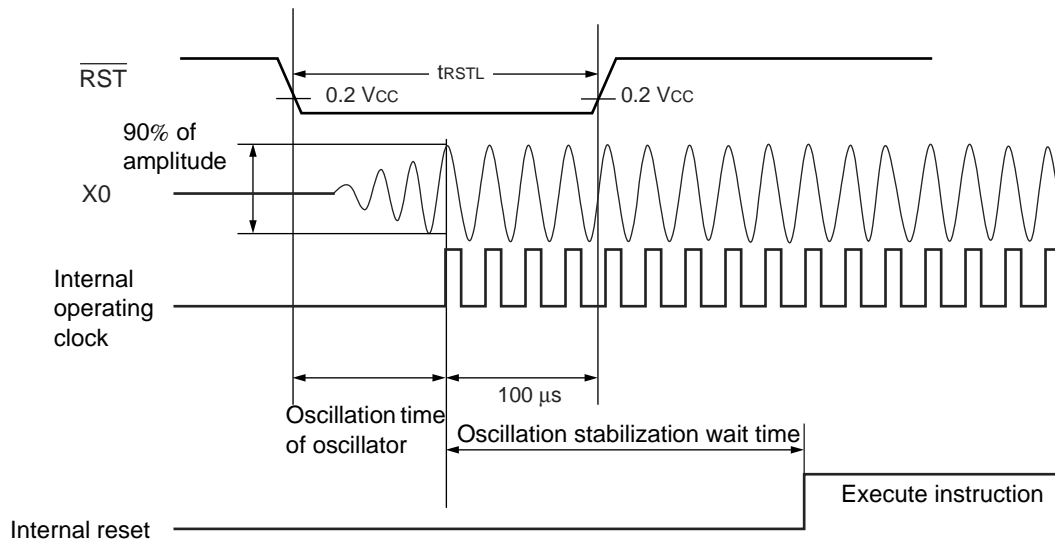 RST
tRSTL
0.2 VCC
0.2 VCC
90% of
amplitude
X0
Internal
operating
clock
100 μs
Oscillation time
of oscillator
Oscillation stabilization wait time
Execute instruction
Internal reset